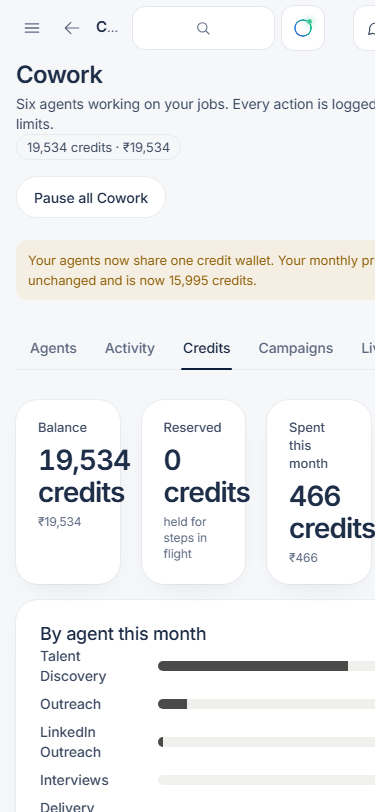 C...
Cowork
Six agents working on your jobs. Every action is logged
limits.
19,534 credits · ₹19,534
Pause all Cowork
Your agents now share one credit wallet. Your monthly pr
unchanged and is now 15,995 credits.
Agents Activity Credits Campaigns Liv
Balance
19,534
credits
₹19,534
Reserved
0
credits
held for
steps in
flight
Spent
this
month
466
credits
₹466
By agent this month
Talent
Discovery
Outreach
LinkedIn
Outreach
Interviews
Delivery